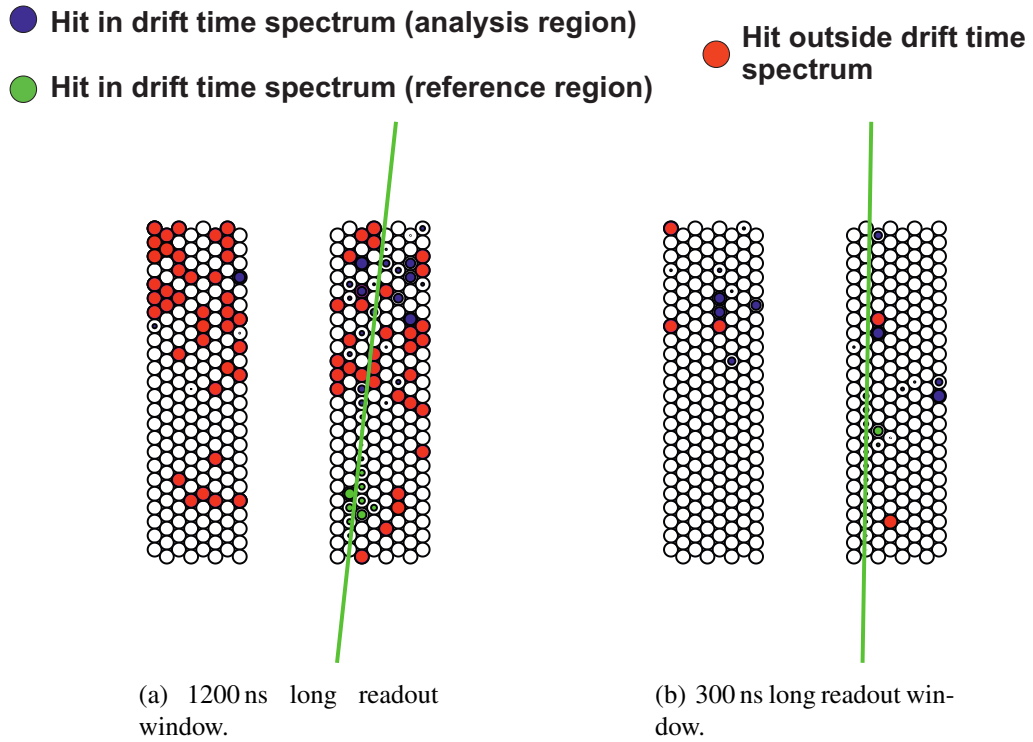 Hit in drift time spectrum (analysis region)
Hit in drift time spectrum (reference region)
Hit outside drift time
spectrum
(a) 1200 ns long readout
window.
(b) 300 ns long readout win-
dow.